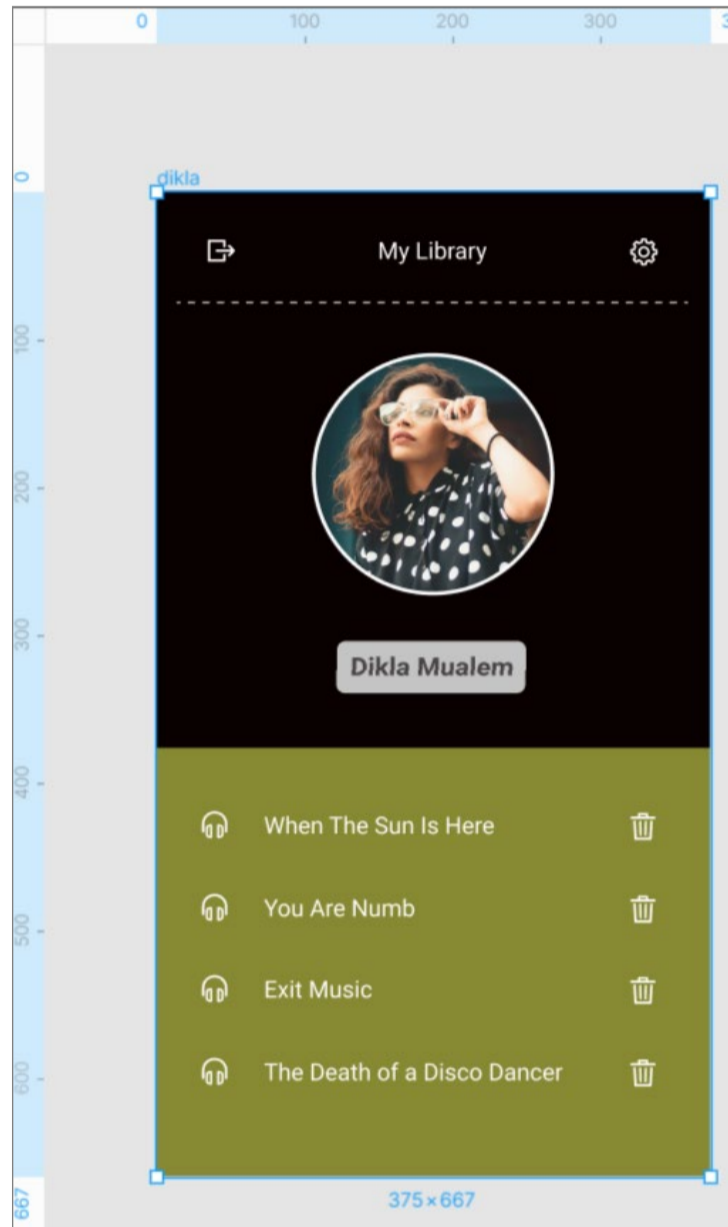 0 100 200 300
dikla
0
My Library
100
200
300
Dikla Mualem
400
When The Sun Is Here
You Are Numb
500
Exit Music
600
The Death of a Disco Dancer
667
375×667